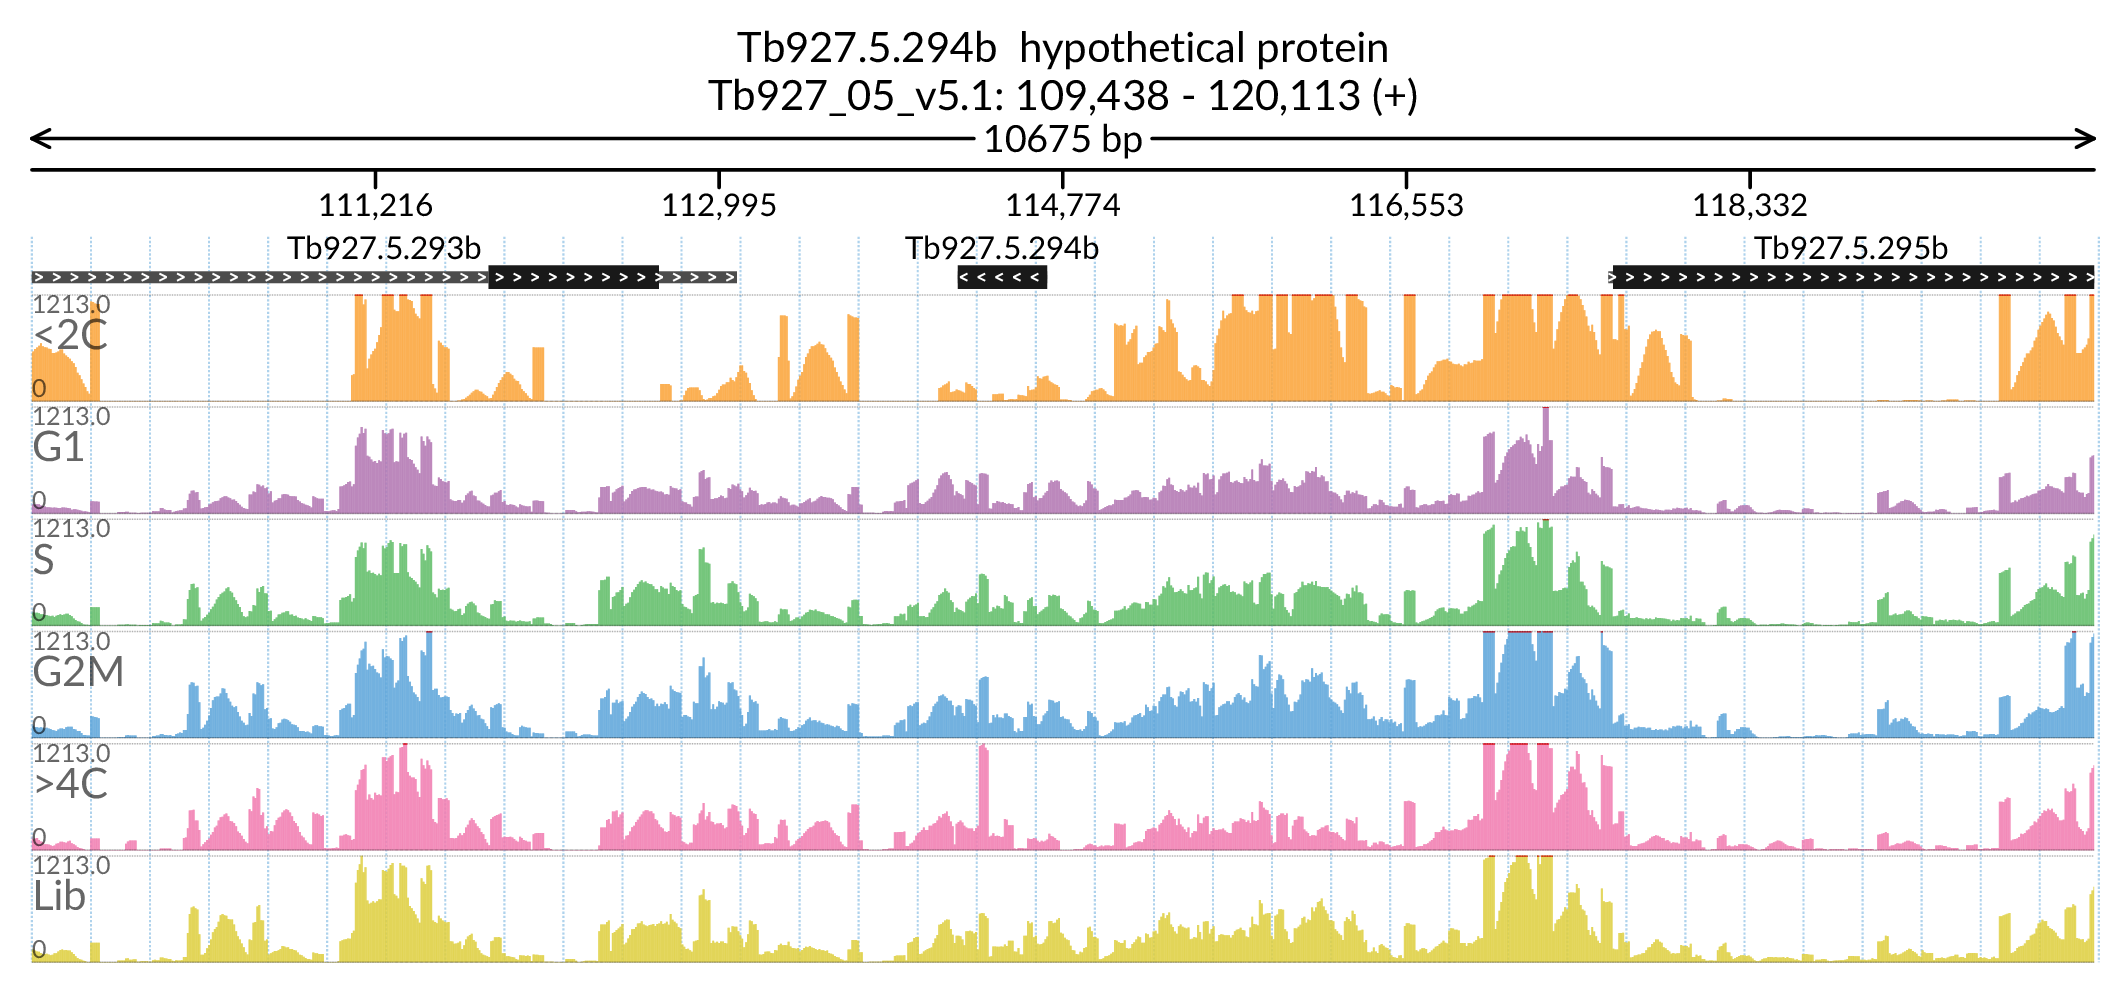 Tb927.5.294b  hypothetical protein
Tb927_05_v5.1: 109,438 - 120,113 (+)
10675 bp
111,216 112,995 114,774 116,553 118,332
Tb927.5.293b Tb927.5.294b Tb927.5.295b
1213.0
<2C
0
1213.0
G1
0
1213.0
S
0
1213.0
G2M
0
1213.0
>4C
0
1213.0
Lib
0